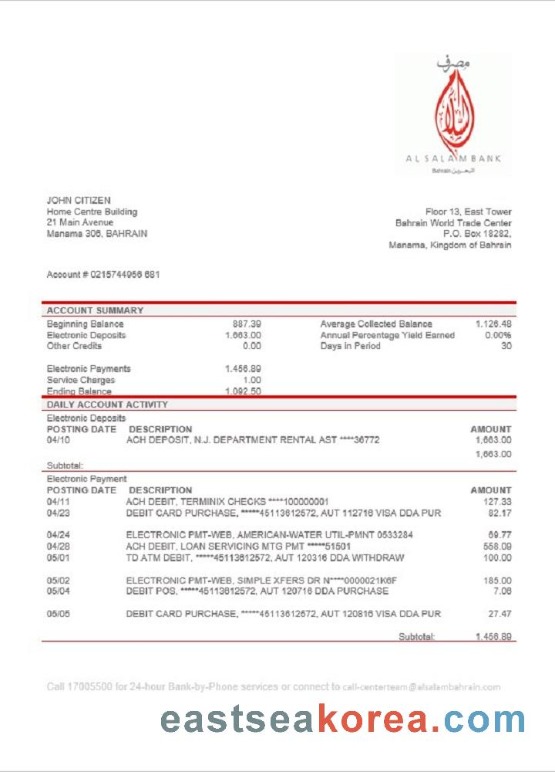 مصرف
السلام
AL SALAM BANK
Bahrain البحرين
JOHN CITIZEN
Home Centre Building
21 Main Avenue
Manama 306, BAHRAIN
Floor 13, East Tower
Bahrain World Trade Center
P.O. Box 18282,
Manama, Kingdom of Bahrain
Account # 0215744956 681
ACCOUNT SUMMARY
Beginning Balance 887.39 Average Collected Balance 1.126.48
Electronic Deposits 1.663.00 Annual Percentage Yield Earned 0.00%
Other Credits 0.00 Days in Period 30
Electronic Payments 1.456.89
Service Charges 1.00
Ending Balance 1.092.50
DAILY ACCOUNT ACTIVITY
Electronic Deposits
POSTING DATE DESCRIPTION AMOUNT
04/10 ACH DEPOSIT, N.J. DEPARTMENT RENTAL AST ****36772 1,663.00
1,663.00
Subtotal:
Electronic Payment
POSTING DATE DESCRIPTION AMOUNT
04/11 ACH DEBIT, TERMINIX CHECKS ****100000001 127.33
04/23 DEBIT CARD PURCHASE, *****45113612572, AUT 112716 VISA DDA PUR 82.17
04/24 ELECTRONIC PMT-WEB, AMERICAN-WATER UTIL-PMNT 0533284 69.77
04/28 ACH DEBIT, LOAN SERVICING MTG PMT *****51501 558.09
05/01 TD ATM DEBIT, *****45113612572, AUT 120316 DDA WITHDRAW 100.00
05/02 ELECTRONIC PMT-WEB, SIMPLE XFERS DR N****0000021K6F 185.00
05/04 DEBIT POS, *****45113612572, AUT 120716 DDA PURCHASE 7.06
05/05 DEBIT CARD PURCHASE, *****45113612572, AUT 120816 VISA DDA PUR 27.47
Subtotal: 1.456.89
Call 17005500 for 24-hour Bank-by-Phone services or connect to call-centerteam@alsalambahrain.com
eastseakorea.com